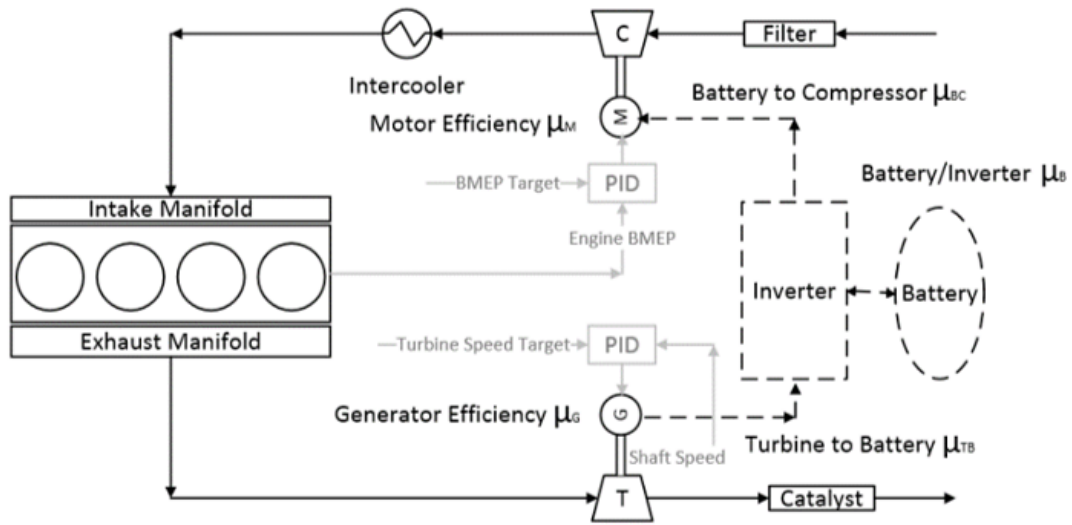 C
Filter
Intercooler
Battery to Compressor μBC
Motor Efficiency μM
M
BMEP Target
PID
Battery/Inverter μB
Intake Manifold
Engine BMEP
Inverter
Battery
Exhaust Manifold
Turbine Speed Target
PID
Generator Efficiency μG
G
Turbine to Battery μTB
Shaft Speed
T
Catalyst